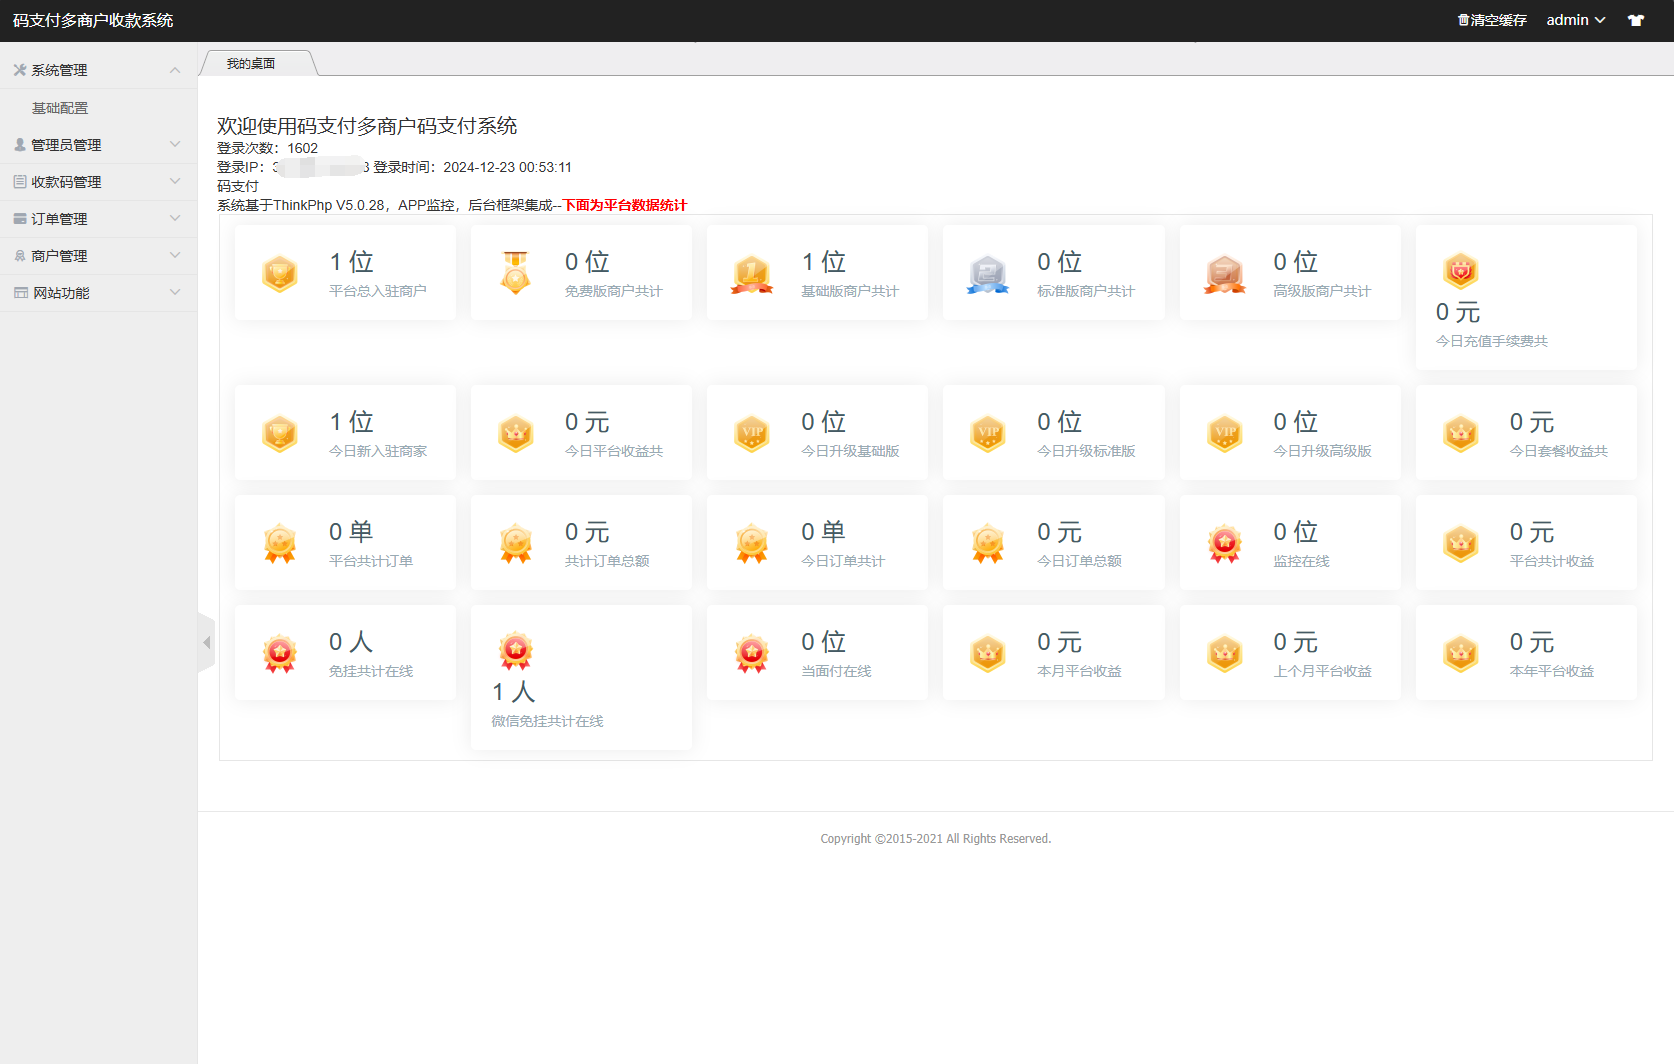 码支付多商户收款系统
清空缓存
admin
系统管理
基础配置
管理员管理
收款码管理
订单管理
商户管理
网站功能
我的桌面
欢迎使用码支付多商户码支付系统
登录次数：1602
登录IP： 登录时间：2024-12-23 00:53:11
码支付
系统基于ThinkPhp V5.0.28，APP监控，后台框架集成--下面为平台数据统计
1 位
平台总入驻商户
0 位
免费版商户共计
1 位
基础版商户共计
0 位
标准版商户共计
0 位
高级版商户共计
0 元
今日充值手续费共
1 位
今日新入驻商家
0 元
今日平台收益共
0 位
今日升级基础版
0 位
今日升级标准版
0 位
今日升级高级版
0 元
今日套餐收益共
0 单
平台共计订单
0 元
共计订单总额
0 单
今日订单共计
0 元
今日订单总额
0 位
监控在线
0 元
平台共计收益
0 人
免挂共计在线
1 人
微信免挂共计在线
0 位
当面付在线
0 元
本月平台收益
0 元
上个月平台收益
0 元
本年平台收益
Copyright ©2015-2021 All Rights Reserved.